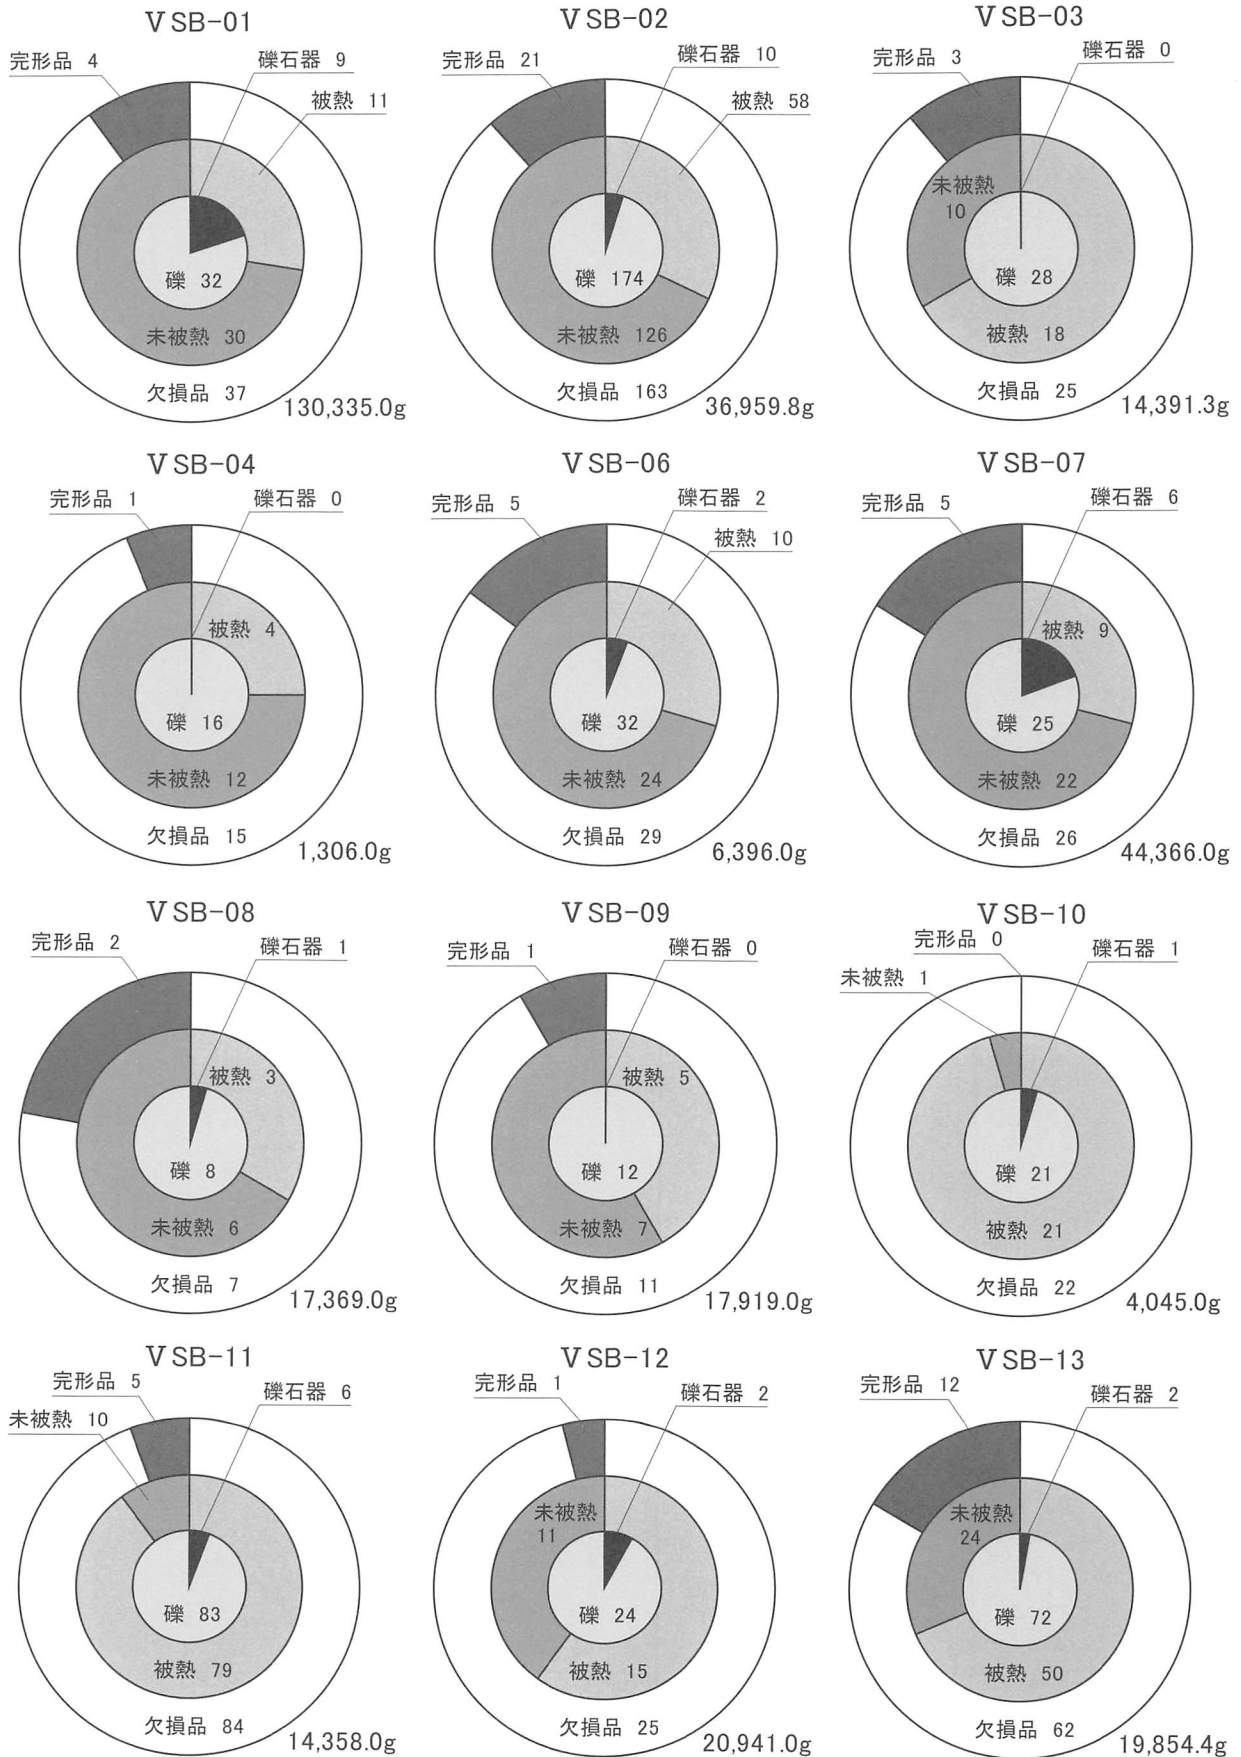 V SB-01
完形品 4
礫石器 9
被熱 11
礫 32
未被熱 30
欠損品 37
130,335.0g
V SB-02
完形品 21
礫石器 10
被熱 58
礫 174
未被熱 126
欠損品 163
36,959.8g
V SB-03
完形品 3
礫石器 0
未被熱
10
礫 28
被熱 18
欠損品 25
14,391.3g
V SB-04
完形品 1
礫石器 0
被熱 4
礫 16
未被熱 12
欠損品 15
1,306.0g
V SB-06
完形品 5
礫石器 2
被熱 10
礫 32
未被熱 24
欠損品 29
6,396.0g
V SB-07
完形品 5
礫石器 6
被熱 9
礫 25
未被熱 22
欠損品 26
44,366.0g
V SB-08
完形品 2
礫石器 1
被熱 3
礫 8
未被熱 6
欠損品 7
17,369.0g
V SB-09
完形品 1
礫石器 0
被熱 5
礫 12
未被熱 7
欠損品 11
17,919.0g
V SB-10
完形品 0
礫石器 1
未被熱 1
礫 21
被熱 21
欠損品 22
4,045.0g
V SB-11
完形品 5
礫石器 6
未被熱 10
礫 83
被熱 79
欠損品 84
14,358.0g
V SB-12
完形品 1
礫石器 2
未被熱
11
礫 24
被熱 15
欠損品 25
20,941.0g
V SB-13
完形品 12
礫石器 2
未被熱
24
礫 72
被熱 50
欠損品 62
19,854.4g